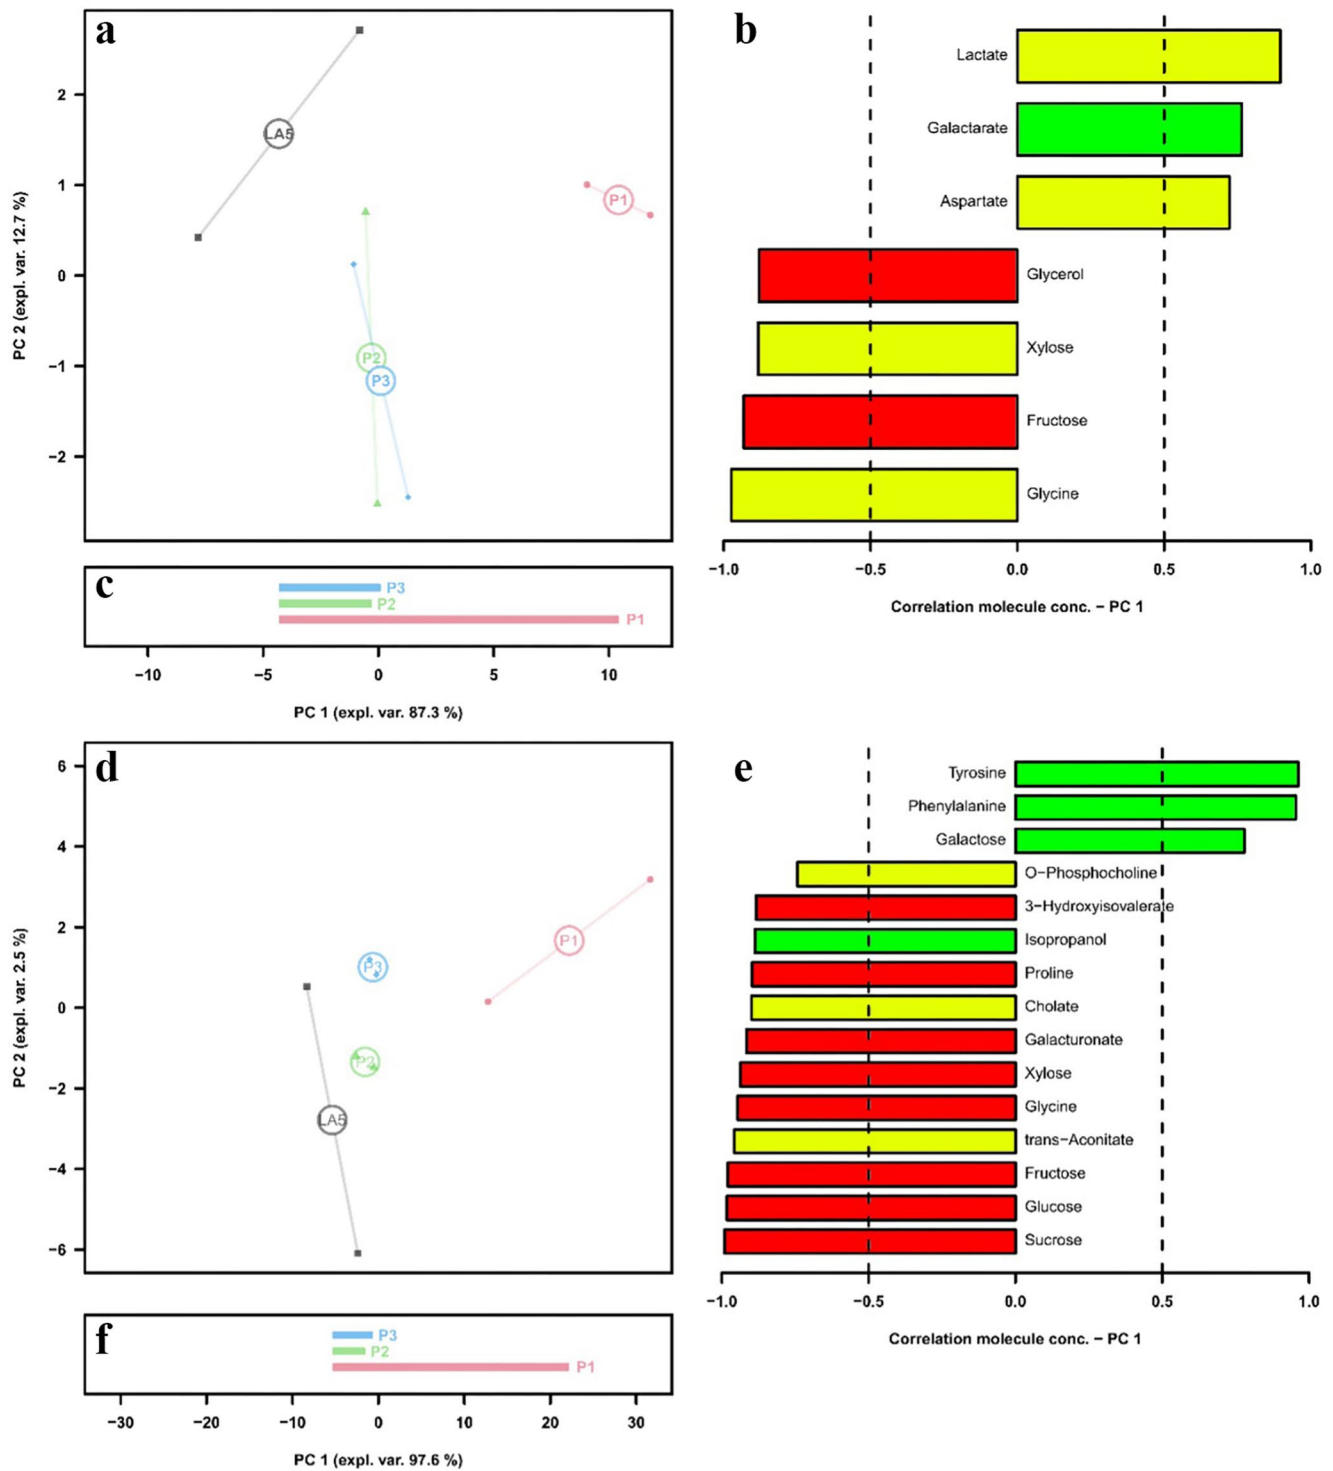 a
2
1
0
−1
−2
PC 2 (expl. var. 12.7 %)
LA5
P1
P2
P3
b
Lactate
Galactarate
Aspartate
Glycerol
Xylose
Fructose
Glycine
−1.0 −0.5 0.0 0.5 1.0
Correlation molecule conc. − PC 1
c
P3
P2
P1
−10 −5 0 5 10
PC 1 (expl. var. 87.3 %)
d
6
4
2
0
−2
−4
−6
PC 2 (expl. var. 2.5 %)
P1
P3
P2
LA5
e
Tyrosine
Phenylalanine
Galactose
O−Phosphocholine
3−Hydroxyisovalerate
Isopropanol
Proline
Cholate
Galacturonate
Xylose
Glycine
trans−Aconitate
Fructose
Glucose
Sucrose
−1.0 −0.5 0.0 0.5 1.0
Correlation molecule conc. − PC 1
f
P3
P2
P1
−30 −20 −10 0 10 20 30
PC 1 (expl. var. 97.6 %)